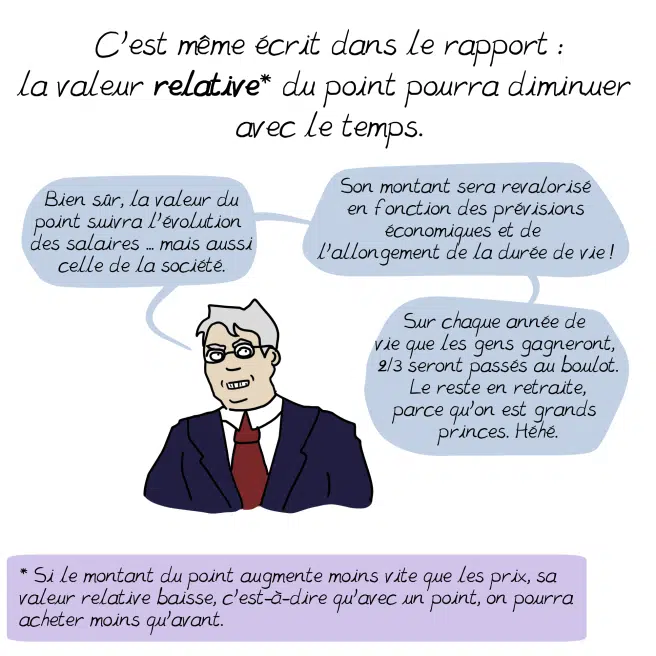 C'est même écrit dans le rapport :
la valeur relative* du point pourra diminuer
avec le temps.
Bien sûr, la valeur du
point suivra l'évolution
des salaires ... mais aussi
celle de la société.
Son montant sera revalorisé
en fonction des prévisions
économiques et de
l'allongement de la durée de vie !
Sur chaque année de
vie que les gens gagneront,
2/3 seront passés au boulot.
Le reste en retraite,
parce qu'on est grands
princes. Héhé.
* Si le montant du point augmente moins vite que les prix, sa
valeur relative baisse, c'est-à-dire qu'avec un point, on pourra
acheter moins qu'avant.